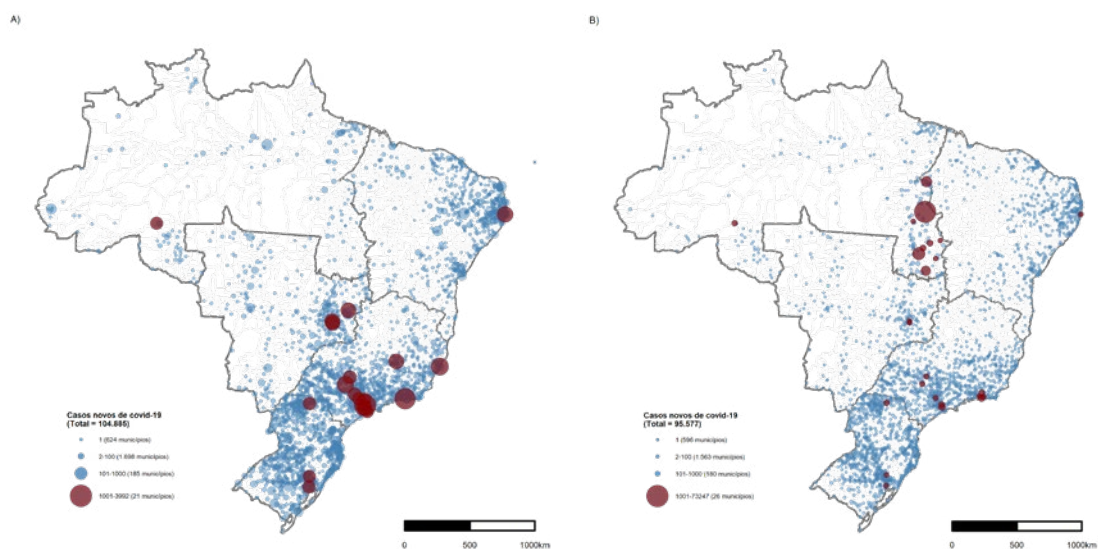 A)
B)
Casos novos de covid-19
(Total = 104.885)
1 (624 municípios)
2-100 (1.698 municípios)
101-1000 (185 municípios)
1001-3992 (21 municípios)
0 500 1000km
Casos novos de covid-19
(Total = 95.577)
1 (596 municípios)
2-100 (1.563 municípios)
101-1000 (180 municípios)
1001-73247 (26 municípios)
0 500 1000km